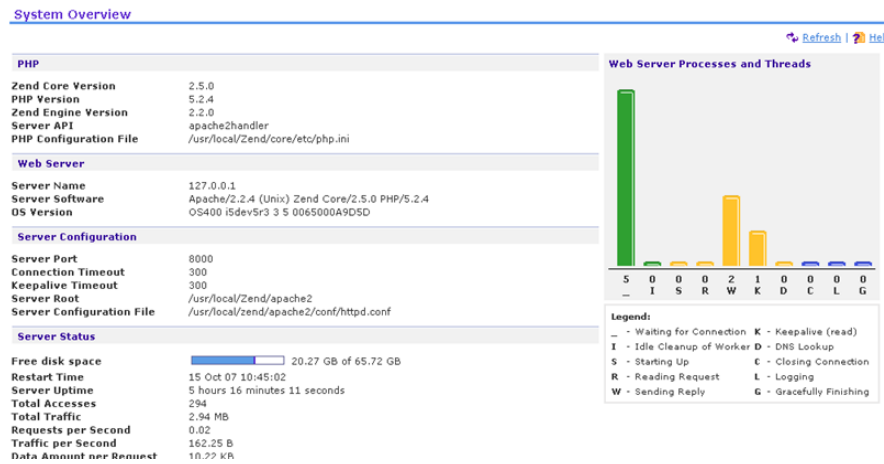 System Overview
Refresh | Hel
PHP
Zend Core Version 2.5.0
PHP Version 5.2.4
Zend Engine Version 2.2.0
Server API apache2handler
PHP Configuration File /usr/local/Zend/core/etc/php.ini
Web Server
Server Name 127.0.0.1
Server Software Apache/2.2.4 (Unix) Zend Core/2.5.0 PHP/5.2.4
OS Version OS400 i5dev5r3 3 5 0065000A9D5D
Server Configuration
Server Port 8000
Connection Timeout 300
Keepalive Timeout 300
Server Root /usr/local/Zend/apache2
Server Configuration File /usr/local/zend/apache2/conf/httpd.conf
Server Status
Free disk space 20.27 GB of 65.72 GB
Restart Time 15 Oct 07 10:45:02
Server Uptime 5 hours 16 minutes 11 seconds
Total Accesses 294
Total Traffic 2.94 MB
Requests per Second 0.02
Traffic per Second 162.25 B
Data Amount per Request 10.22 KB
Web Server Processes and Threads
5 0 0 0 2 1 0 0 0 0
_ I S R W K D C L G
Legend:
_ - Waiting for Connection K - Keepalive (read)
I - Idle Cleanup of Worker D - DNS Lookup
S - Starting Up C - Closing Connection
R - Reading Request L - Logging
W - Sending Reply G - Gracefully Finishing